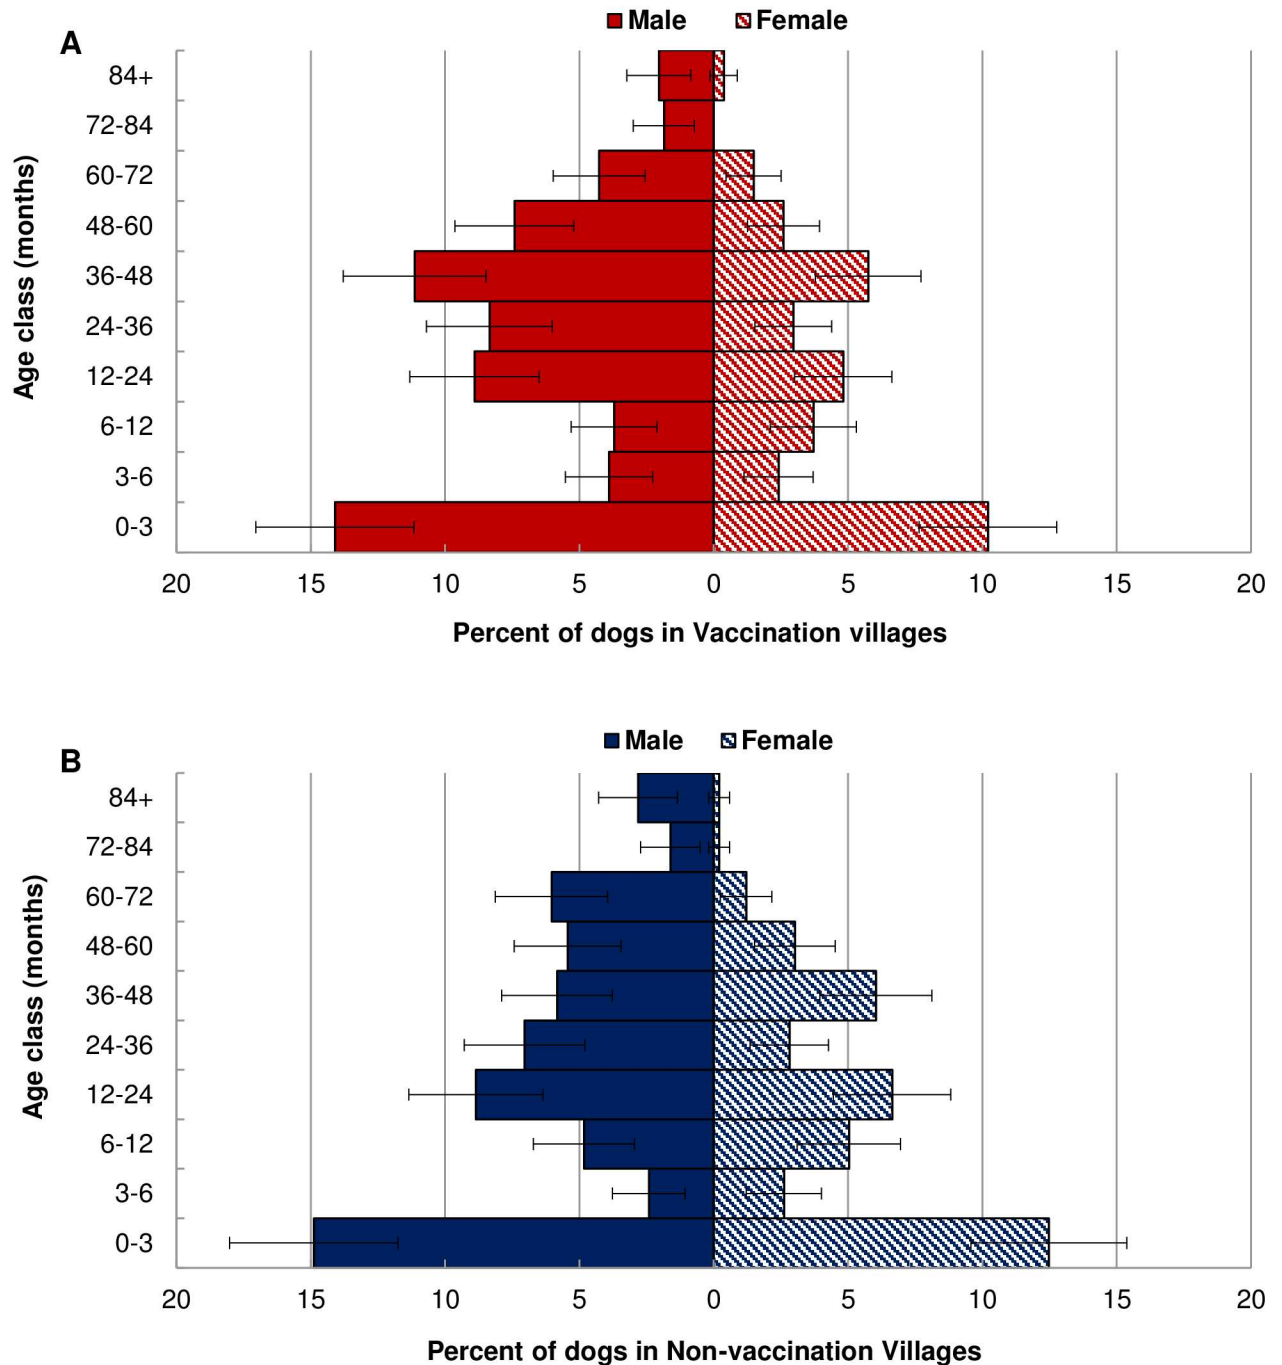 Male Female
A
84+
72-84
60-72
48-60
36-48
24-36
12-24
6-12
3-6
0-3
Age class (months)
20 15 10 5 0 5 10 15 20
Percent of dogs in Vaccination villages
Male Female
B
84+
72-84
60-72
48-60
36-48
24-36
12-24
6-12
3-6
0-3
Age class (months)
20 15 10 5 0 5 10 15 20
Percent of dogs in Non-vaccination Villages